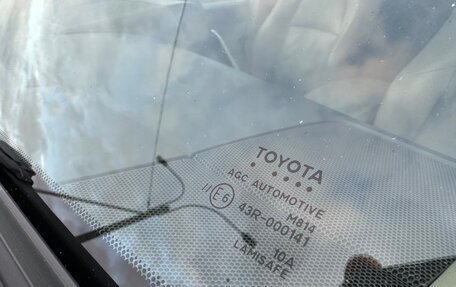 TOYOTA
AGC AUTOMOTIVE
M814
E6 43R-000141
10A
LAMISAFE